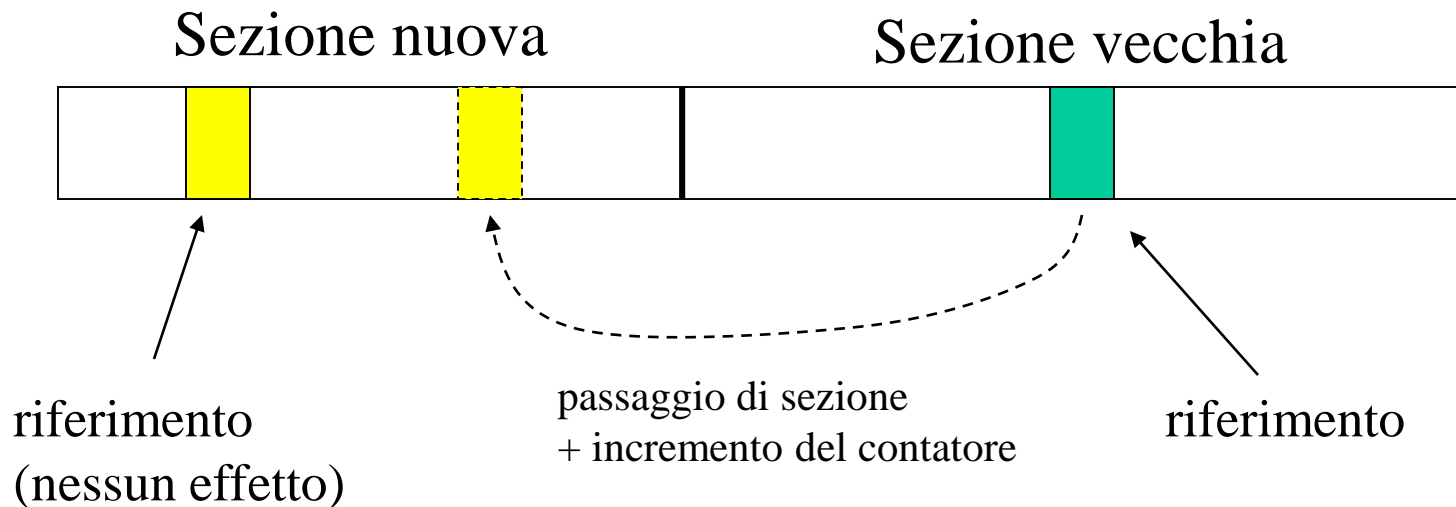 Sezione nuova
Sezione vecchia
riferimento
(nessun effetto)
passaggio di sezione
+ incremento del contatore
riferimento